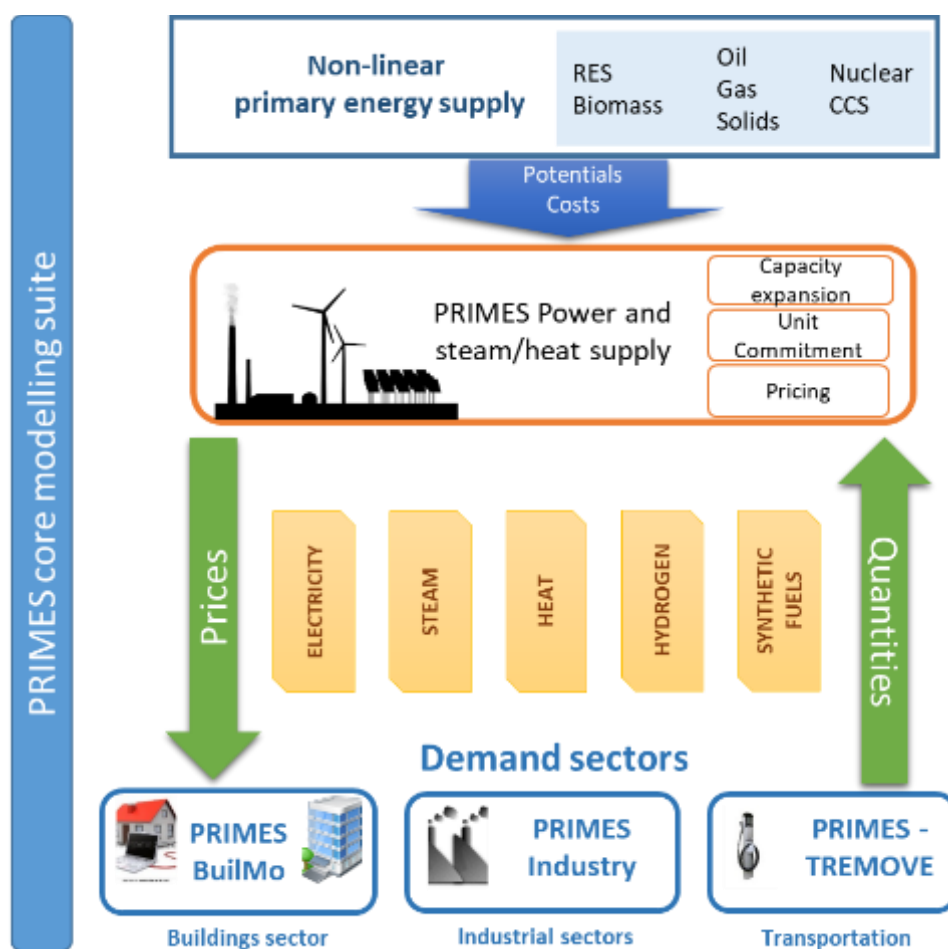 PRIMES core modelling suite
Non-linear
primary energy supply
RES
Biomass
Oil
Gas
Solids
Nuclear
CCS
Potentials
Costs
PRIMES Power and
steam/heat supply
Capacity
expansion
Unit
Commitment
Pricing
Prices
ELECTRICITY
STEAM
HEAT
HYDROGEN
SYNTHETIC
FUELS
Quantities
Demand sectors
PRIMES
BuilMo
PRIMES
Industry
PRIMES -
TREMOVE
Buildings sector
Industrial sectors
Transportation